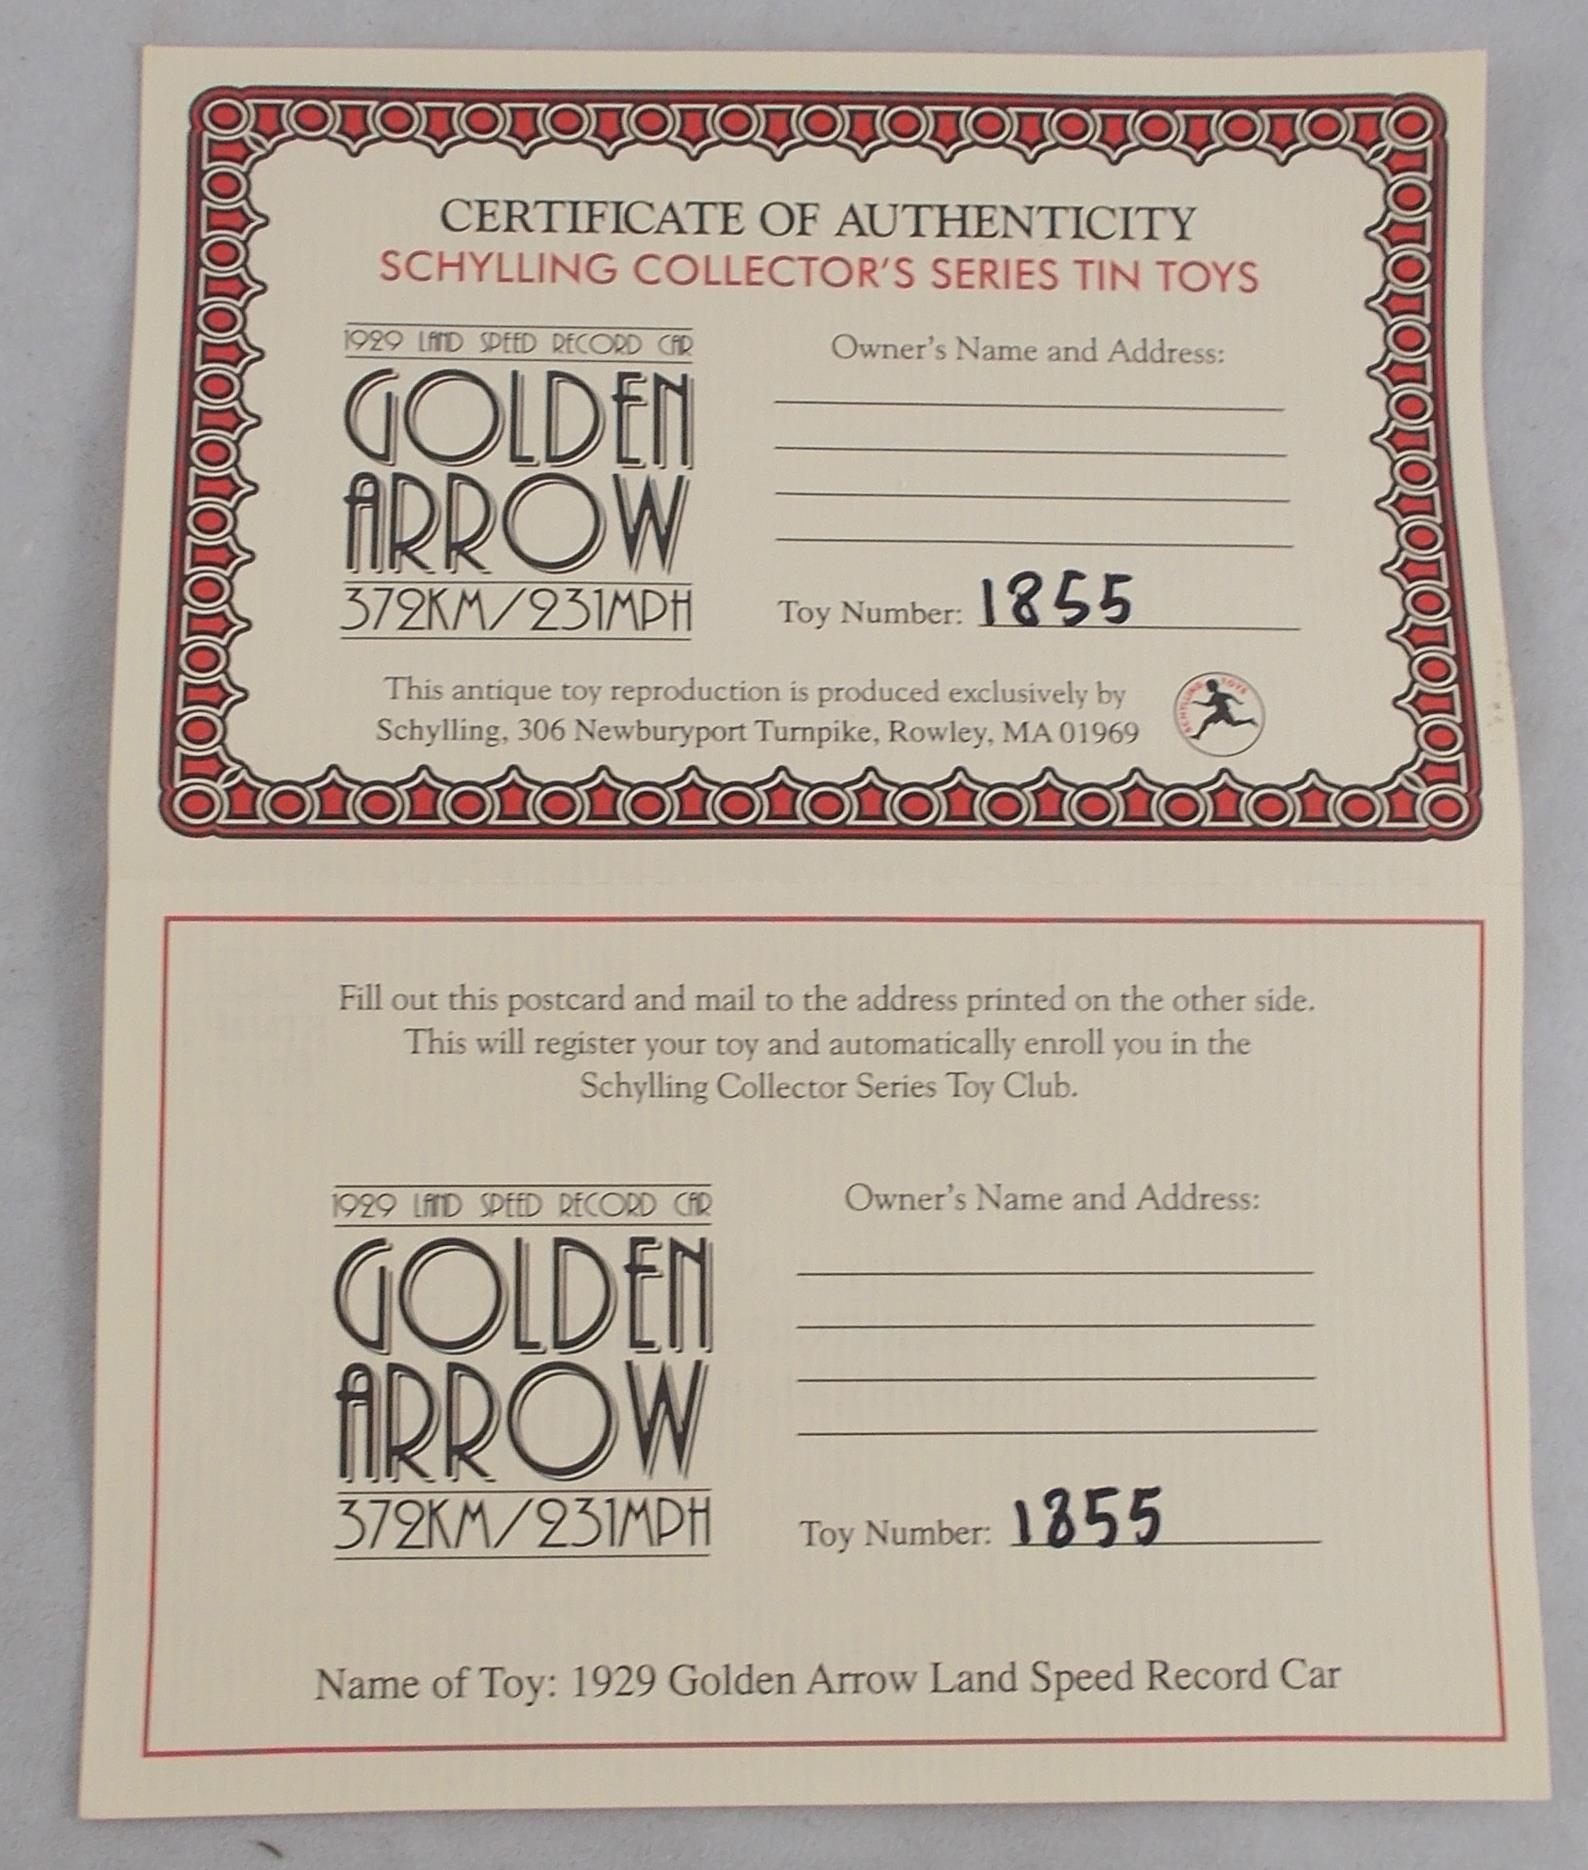 CERTIFICATE OF AUTHENTICITY
SCHYLLING COLLECTOR'S SERIES TIN TOYS
1929 LAND SPEED RECORD CAR
GOLDEN
ARROW
372KM/231MPH
Owner's Name and Address:
Toy Number: 1855
This antique toy reproduction is produced exclusively by
Schylling, 306 Newburyport Turnpike, Rowley, MA 01969
SCHYLLING TOYS
Fill out this postcard and mail to the address printed on the other side.
This will register your toy and automatically enroll you in the
Schylling Collector Series Toy Club.
1929 LAND SPEED RECORD CAR
GOLDEN
ARROW
372KM/231MPH
Owner's Name and Address:
Toy Number: 1855
Name of Toy: 1929 Golden Arrow Land Speed Record Car